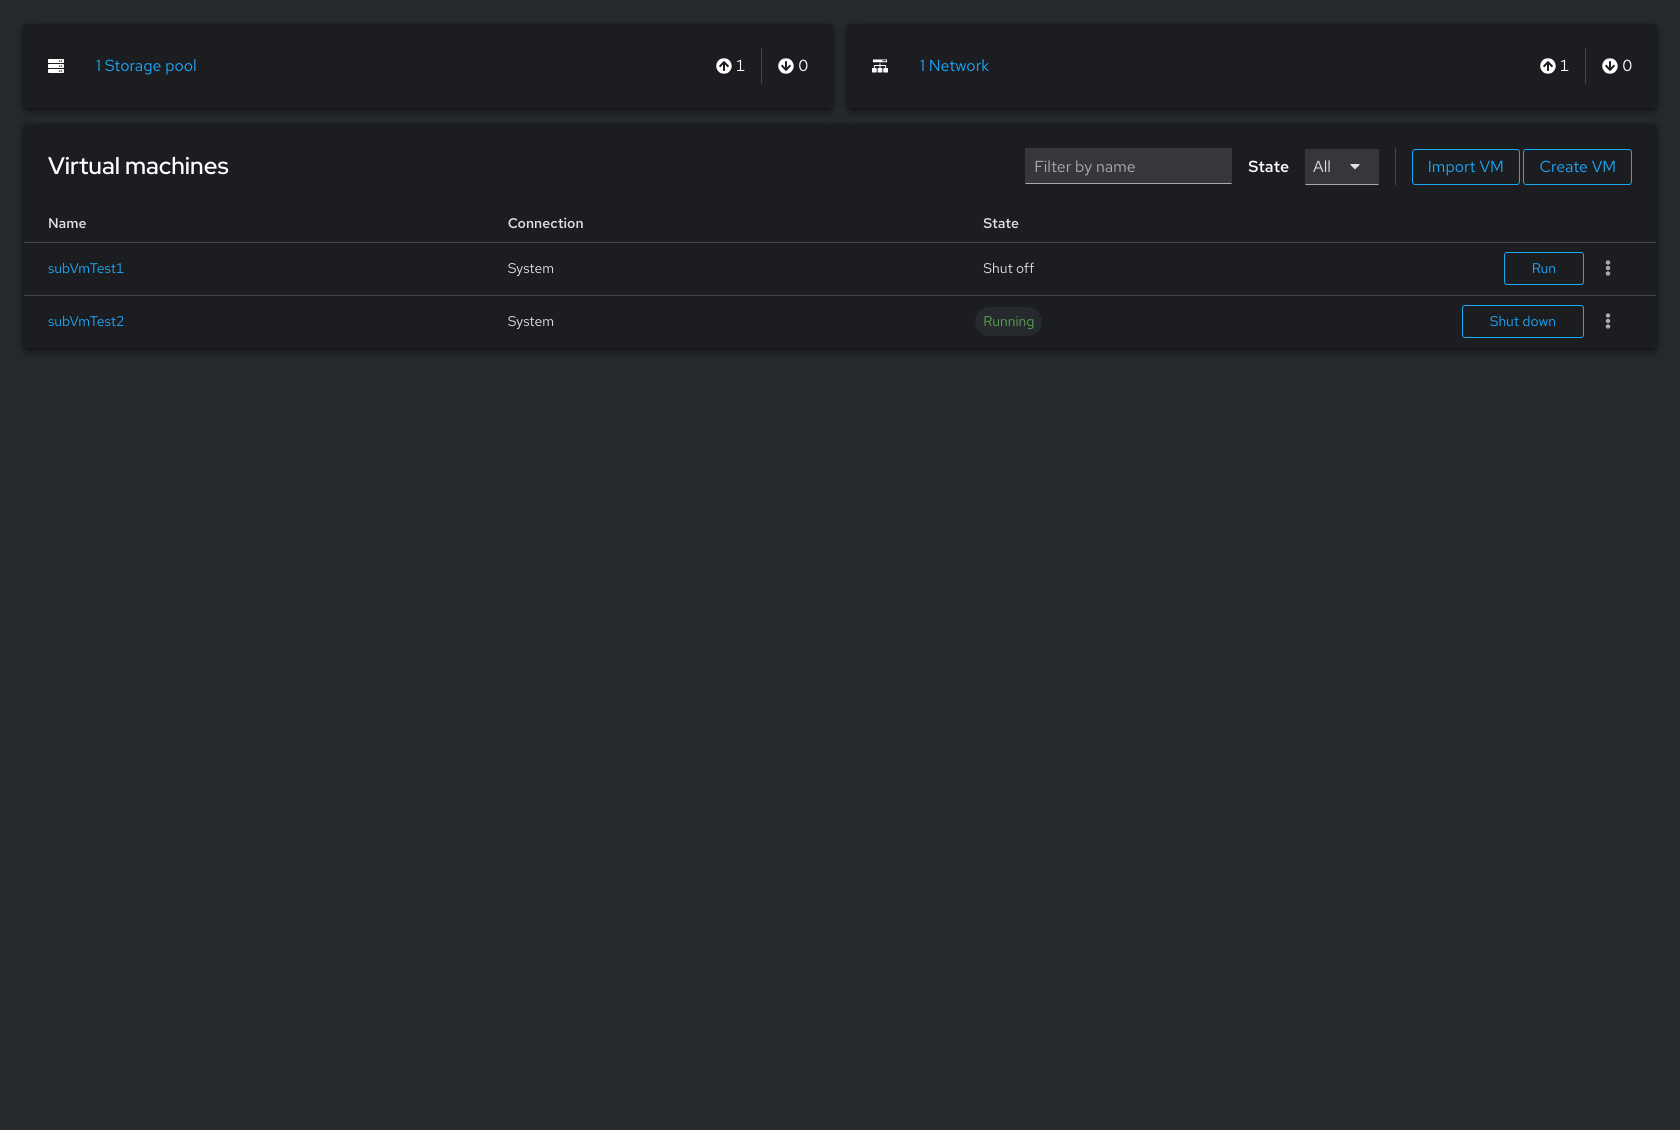 1 Storage pool 1 0 1 Network 1 0
Virtual machines Filter by name State All Import VM Create VM
Name Connection State
subVmTest1 System Shut off Run
subVmTest2 System Running Shut down